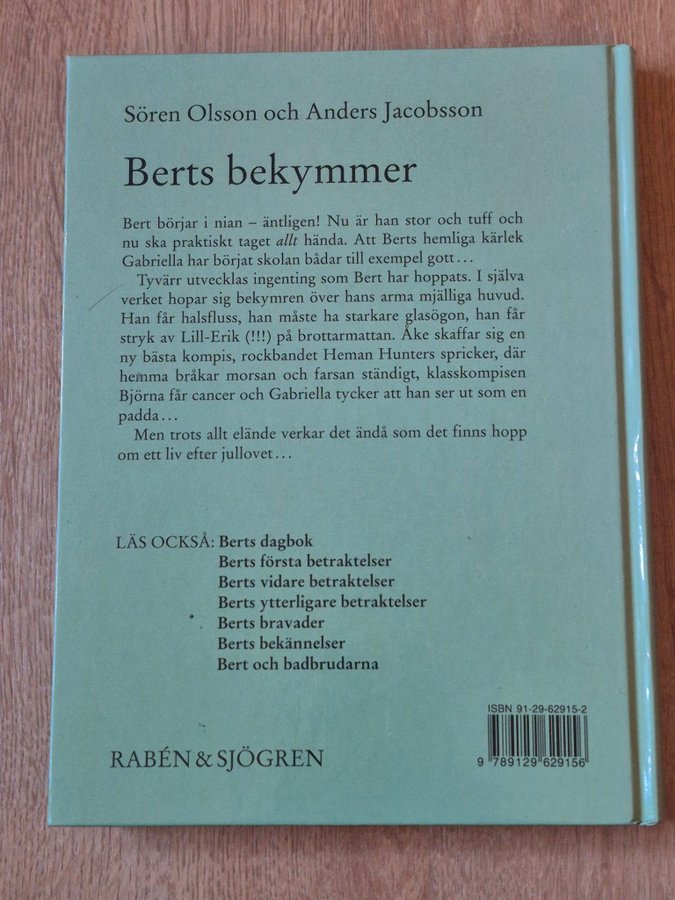 Sören Olsson och Anders Jacobsson
Berts bekymmer
Bert börjar i nian – äntligen! Nu är han stor och tuff och
nu ska praktiskt taget allt hända. Att Berts hemliga kärlek
Gabriella har börjat skolan bådar till exempel gott...
Tyvärr utvecklas ingenting som Bert har hoppats. I själva
verket hopar sig bekymren över hans arma mjälliga huvud.
Han får halsfluss, han måste ha starkare glasögon, han får
stryk av Lill-Erik (!!!) på brottarmattan. Åke skaffar sig en
ny bästa kompis, rockbandet Heman Hunters spricker, där
hemma bråkar morsan och farsan ständigt, klasskompisen
Björna får cancer och Gabriella tycker att han ser ut som en
padda...
Men trots allt elände verkar det ändå som det finns hopp
om ett liv efter jullovet...
LÄS OCKSÅ: Berts dagbok
Berts första betraktelser
Berts vidare betraktelser
Berts ytterligare betraktelser
Berts bravader
Berts bekännelser
Bert och badbrudarna
ISBN 91-29-62915-2
RABÉN & SJÖGREN
9 789129 629156